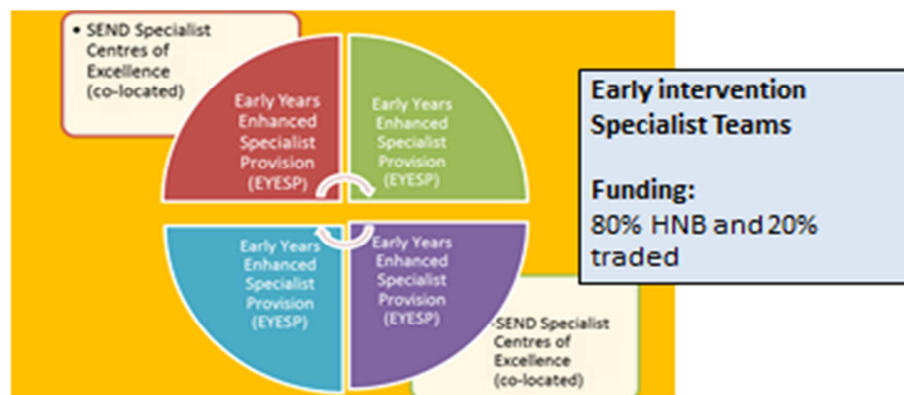 • SEND Specialist
Centres of
Excellence
(co-located)
Early Years
Enhanced
Specialist
Provision
(EYESP)
Early Years
Enhanced
Specialist
Provision
(EYESP)
Early intervention
Specialist Teams
Funding:
80% HNB and 20%
traded
Early Years
Enhanced
Specialist
Provision
(EYESP)
Early Years
Enhanced
Specialist
Provision
(EYESP)
-SEND Specialist
Centres of
Excellence
(co-located)